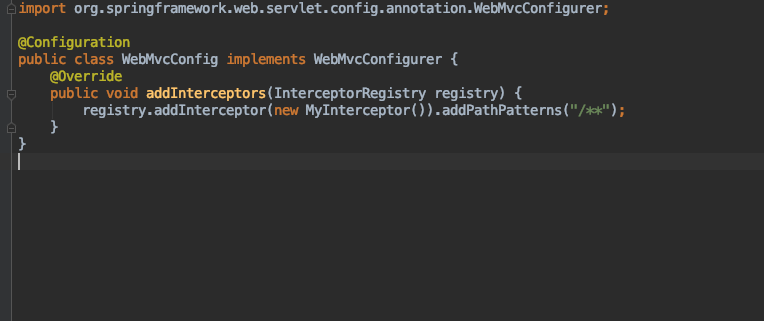 import org.springframework.web.servlet.config.annotation.WebMvcConfigurer;
@Configuration
public class WebMvcConfig implements WebMvcConfigurer {
@Override
public void addInterceptors(InterceptorRegistry registry) {
registry.addInterceptor(new MyInterceptor()).addPathPatterns("/**");
}
}